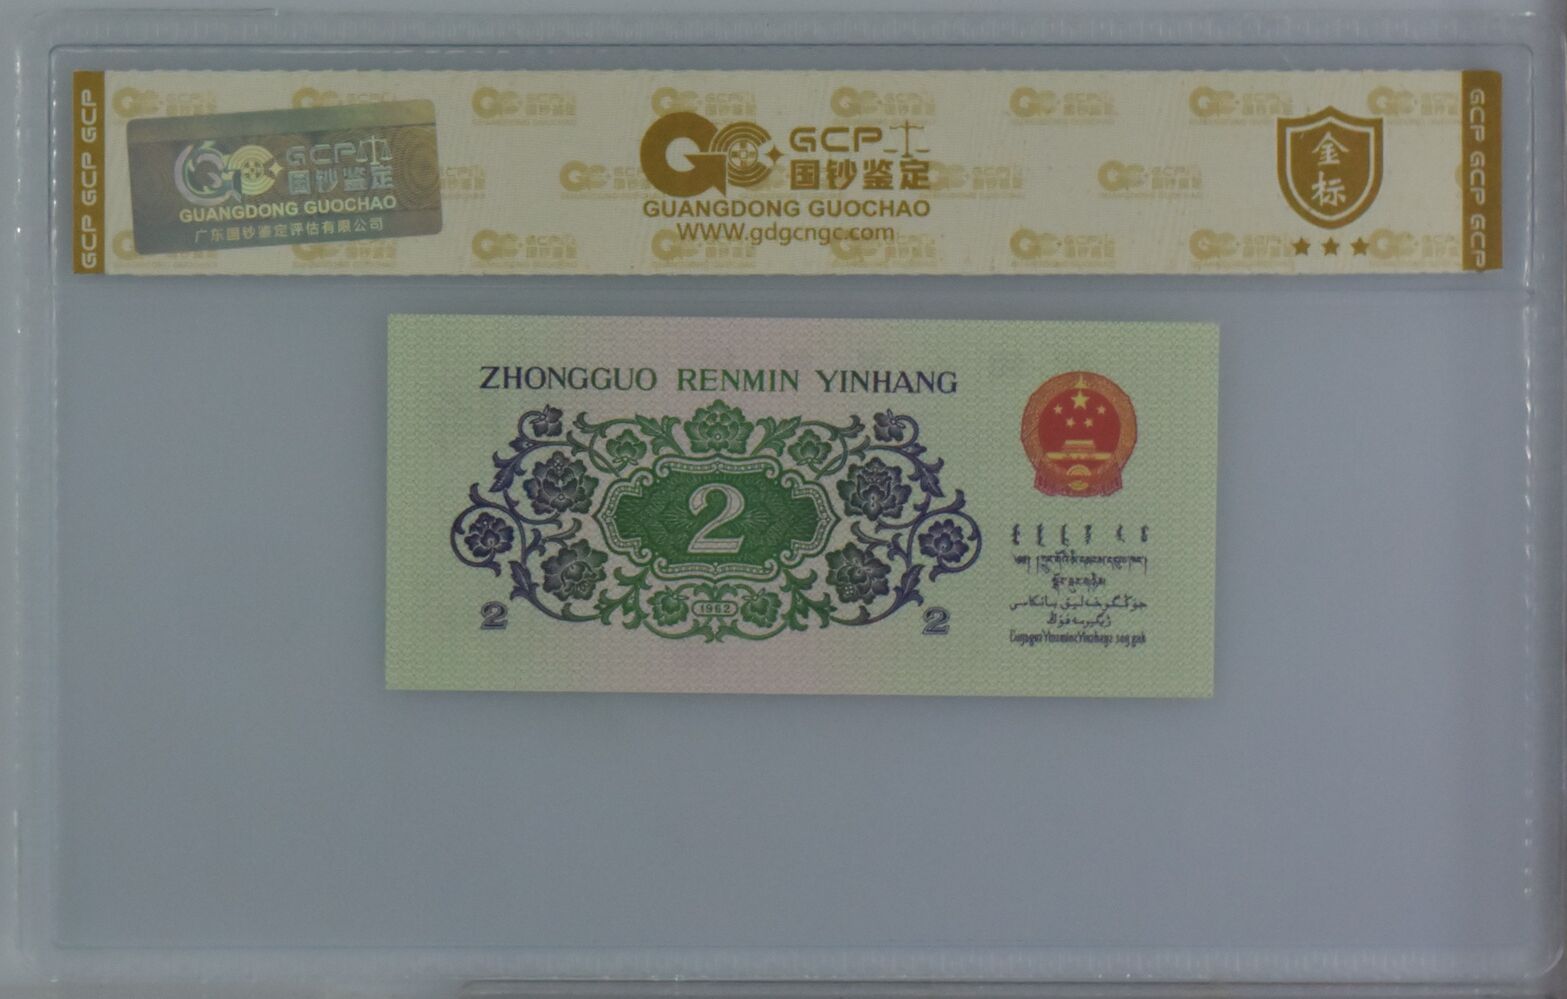 GCP GCP GCP
GCP
国钞鉴定
GUANGDONG GUOCHAO
广东国钞鉴定评估有限公司
GCP
国钞鉴定
GUANGDONG GUOCHAO
WWW.gdgcngc.com
金
标
GCP GCP GCP
ZHONGGUO RENMIN YINHANG
2
1962
2
2